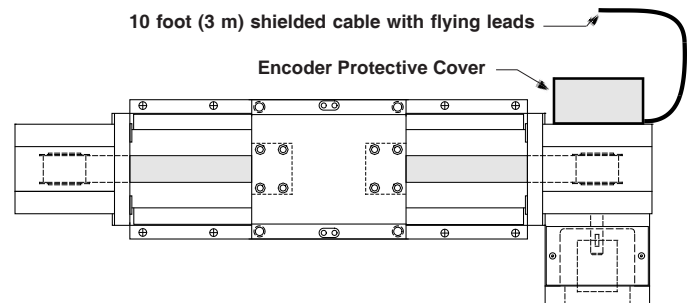 10 foot (3 m) shielded cable with flying leads
Encoder Protective Cover